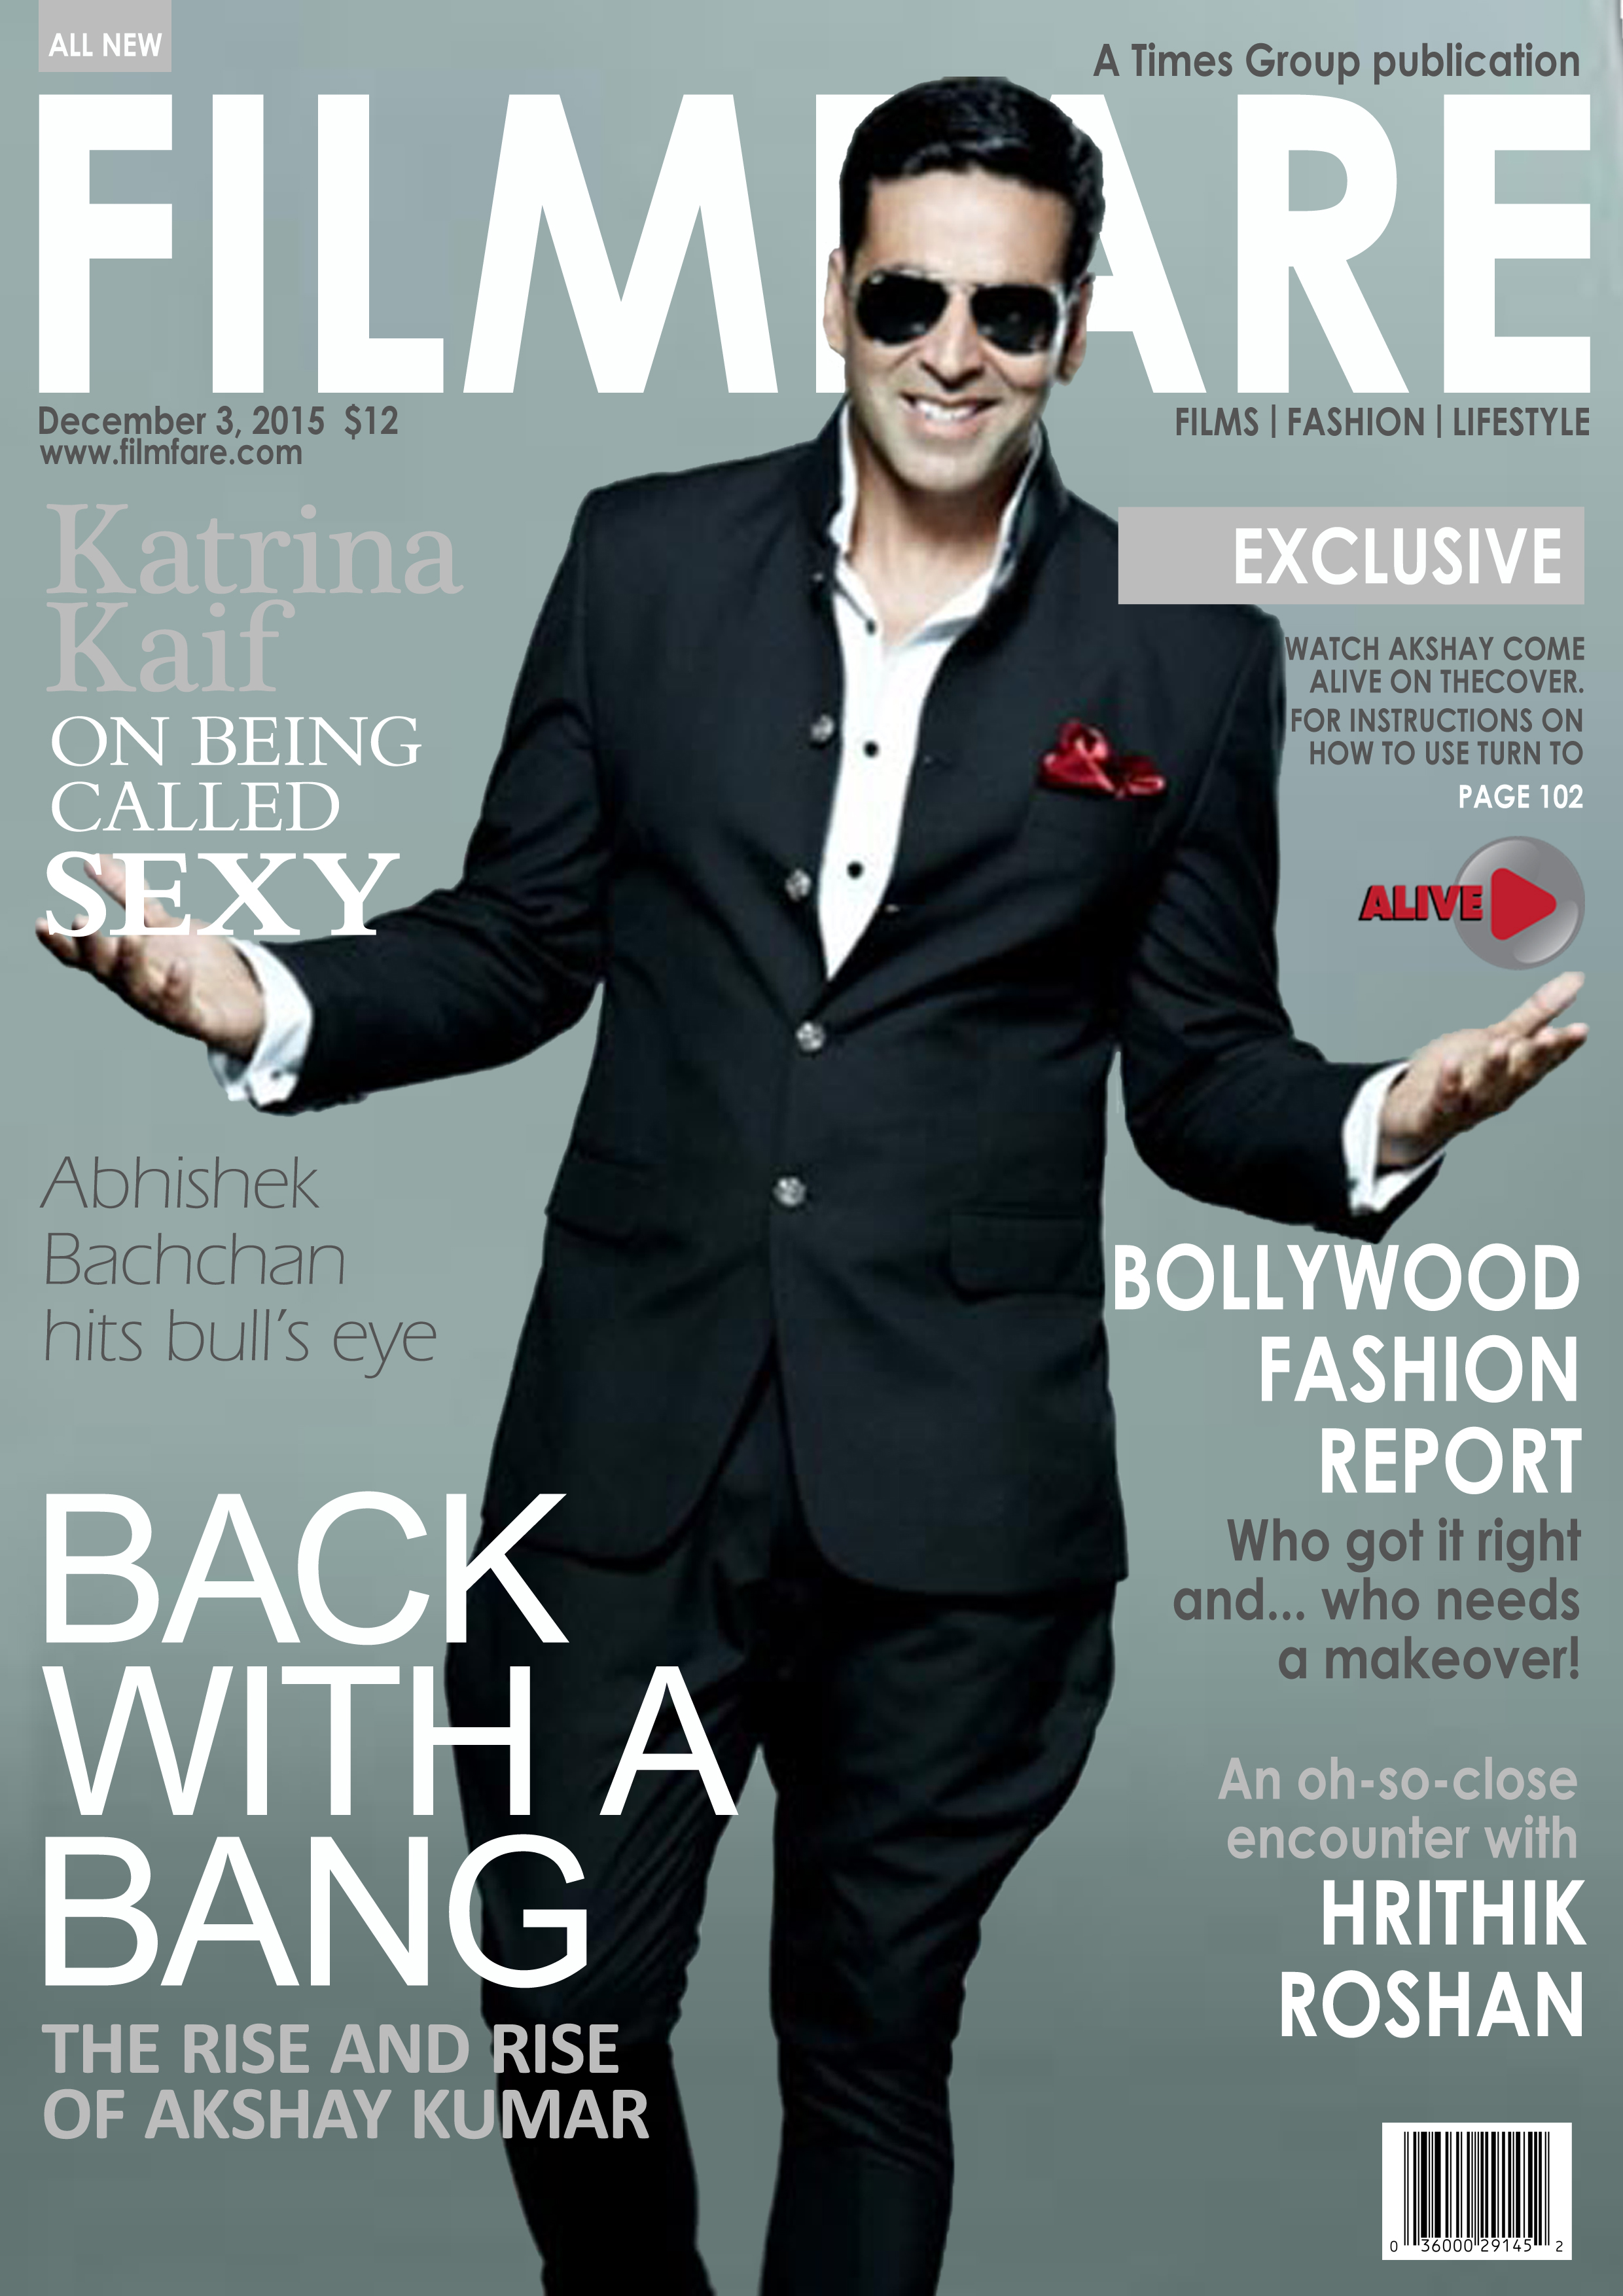 ALL NEW
A Times Group publication
FILMFARE
December 3, 2015 $12
www.filmfare.com
FILMS | FASHION | LIFESTYLE
Katrina
Kaif
ON BEING
CALLED
SEXY
EXCLUSIVE
WATCH AKSHAY COME
ALIVE ON THECOVER.
FOR INSTRUCTIONS ON
HOW TO USE TURN TO
PAGE 102
ALIVE
Abhishek
Bachchan
hits bull's eye
BOLLYWOOD
FASHION
REPORT
Who got it right
and... who needs
a makeover!
BACK
WITH A
BANG
THE RISE AND RISE
OF AKSHAY KUMAR
An oh-so-close
encounter with
HRITHIK
ROSHAN
0 36000 29145 2